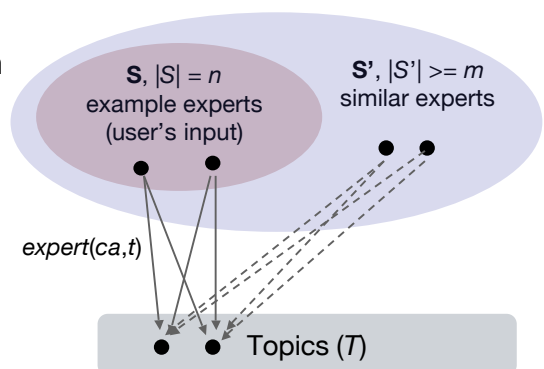 n
S, |S| = n
example experts
(user's input)
S', |S'| >= m
similar experts
expert(ca,t)
Topics (T)